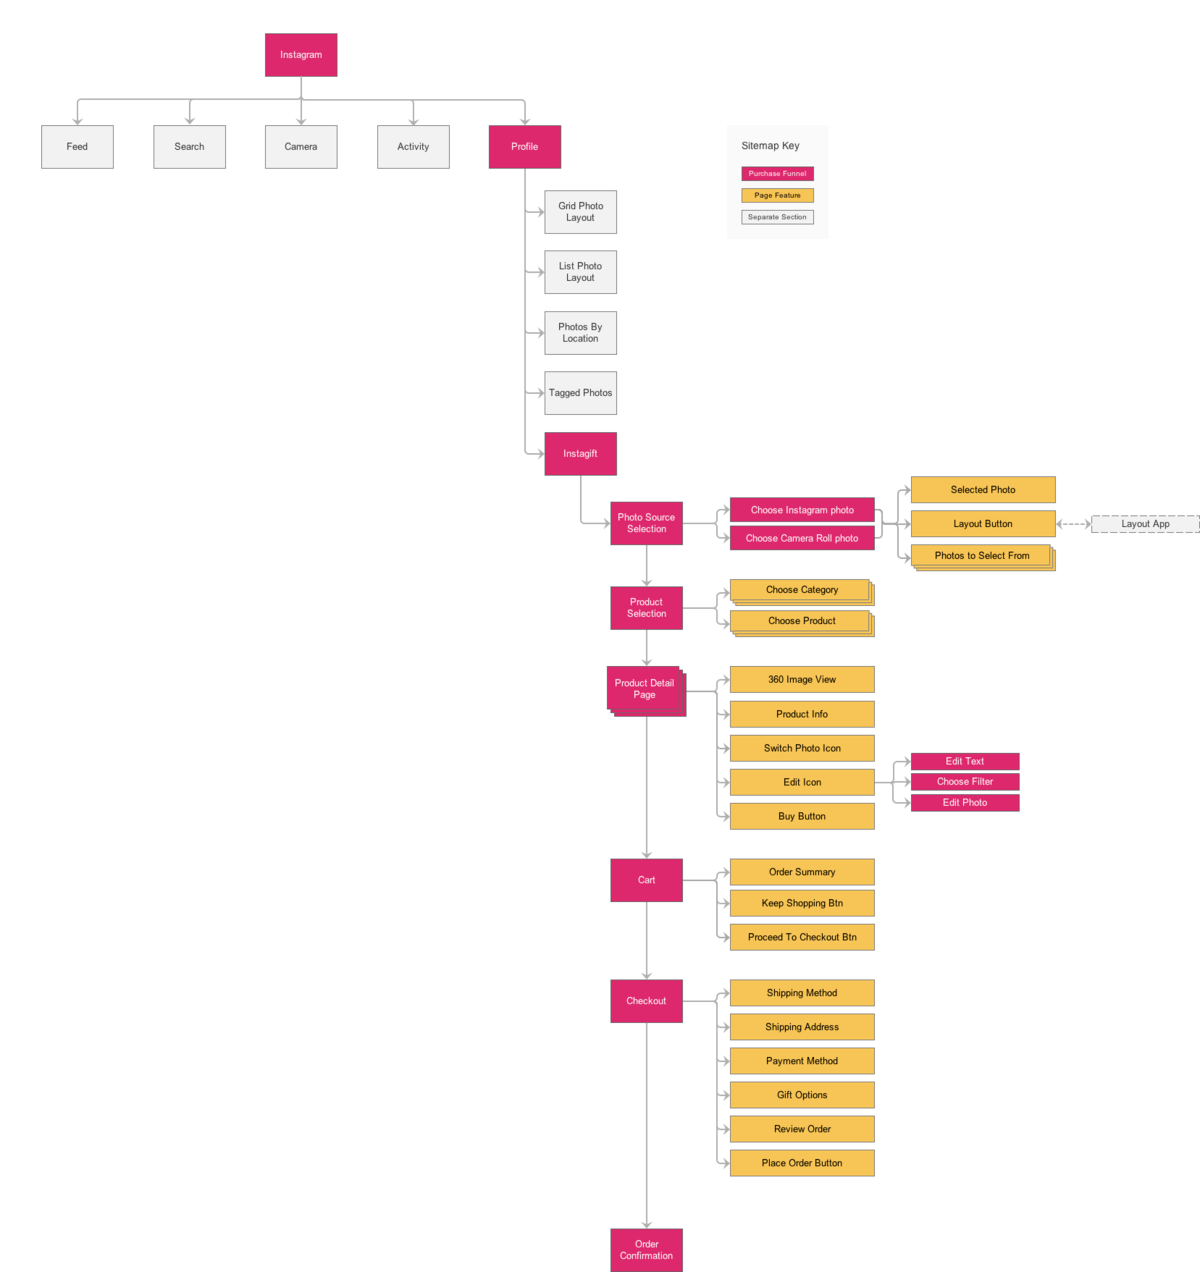 Instagram
Feed
Search
Camera
Activity
Profile
Sitemap Key
Purchase Funnel
Page Feature
Separate Section
Grid Photo
Layout
List Photo
Layout
Photos By
Location
Tagged Photos
Instagift
Photo Source
Selection
Choose Instagram photo
Choose Camera Roll photo
Selected Photo
Layout Button
Layout App
Photos to Select From
Product
Selection
Choose Category
Choose Product
Product Detail
Page
360 Image View
Product Info
Switch Photo Icon
Edit Icon
Buy Button
Edit Text
Choose Filter
Edit Photo
Cart
Order Summary
Keep Shopping Btn
Proceed To Checkout Btn
Checkout
Shipping Method
Shipping Address
Payment Method
Gift Options
Review Order
Place Order Button
Order
Confirmation